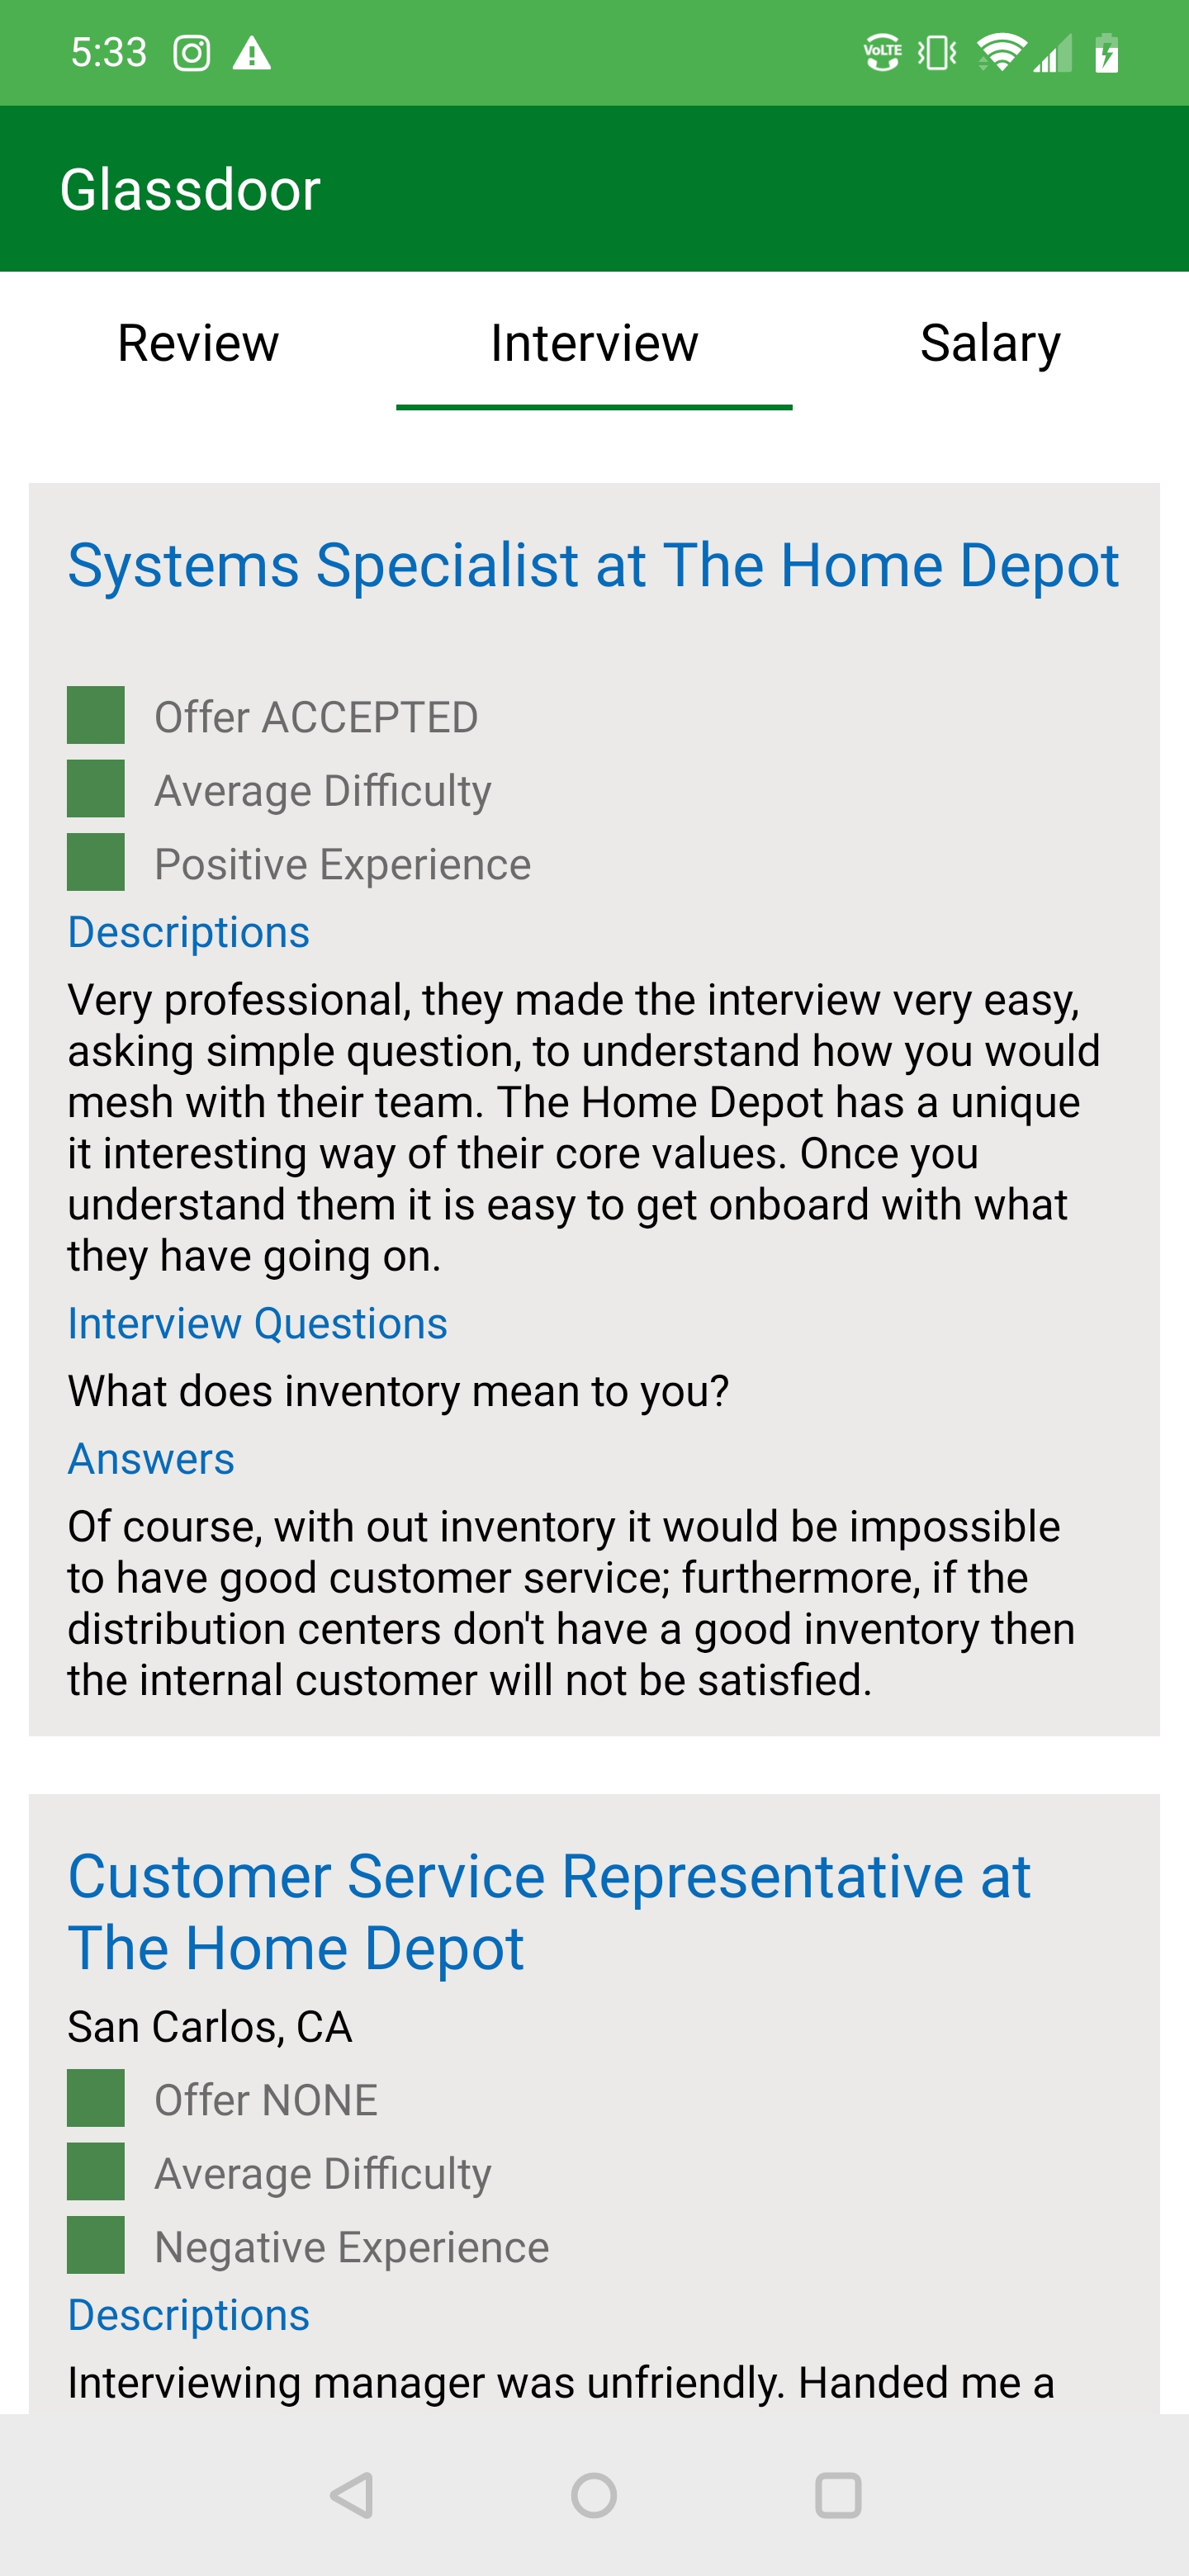 5:33
VoLTE
Glassdoor
Review Interview Salary
Systems Specialist at The Home Depot
Offer ACCEPTED
Average Difficulty
Positive Experience
Descriptions
Very professional, they made the interview very easy,
asking simple question, to understand how you would
mesh with their team. The Home Depot has a unique
it interesting way of their core values. Once you
understand them it is easy to get onboard with what
they have going on.
Interview Questions
What does inventory mean to you?
Answers
Of course, with out inventory it would be impossible
to have good customer service; furthermore, if the
distribution centers don't have a good inventory then
the internal customer will not be satisfied.
Customer Service Representative at
The Home Depot
San Carlos, CA
Offer NONE
Average Difficulty
Negative Experience
Descriptions
Interviewing manager was unfriendly. Handed me a